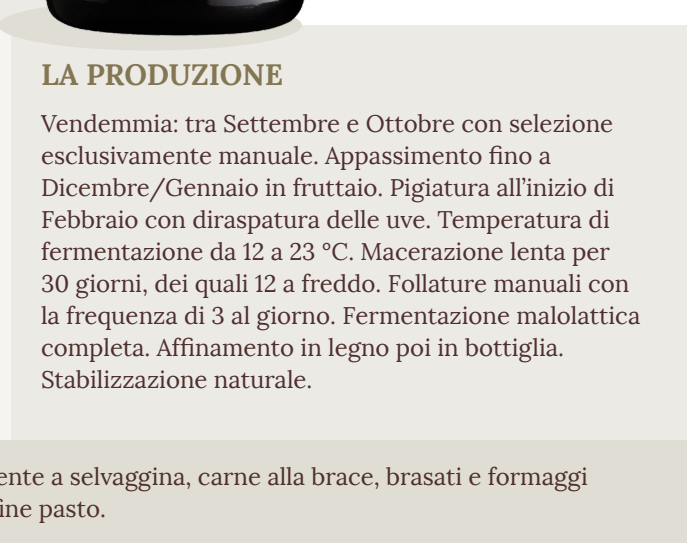 LA PRODUZIONE
Vendemmia: tra Settembre e Ottobre con selezione
esclusivamente manuale. Appassimento fino a
Dicembre/Gennaio in fruttaio. Pigiatura all’inizio di
Febbraio con diraspatura delle uve. Temperatura di
fermentazione da 12 a 23 °C. Macerazione lenta per
30 giorni, dei quali 12 a freddo. Follature manuali con
la frequenza di 3 al giorno. Fermentazione malolattica
completa. Affinamento in legno poi in bottiglia.
Stabilizzazione naturale.
ente a selvaggina, carne alla brace, brasati e formaggi
fine pasto.